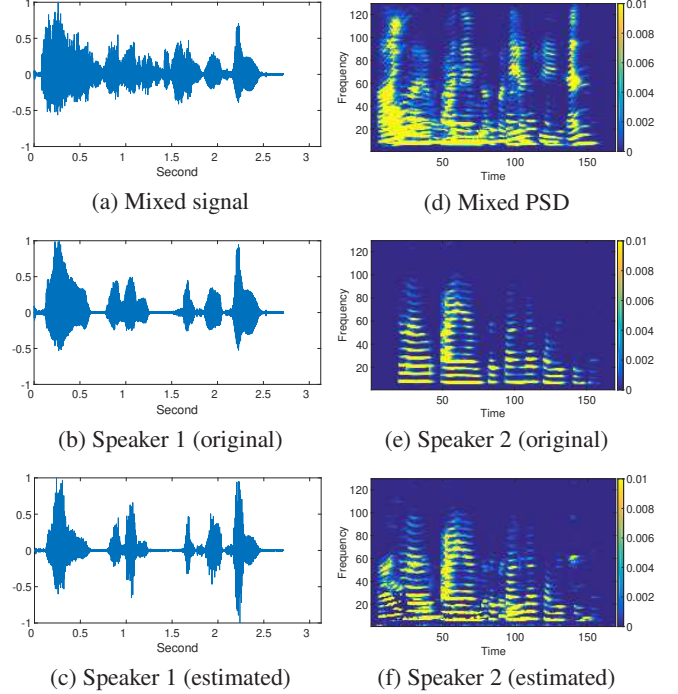 1
0.5
0
-0.5
-1
0 0.5 1 1.5 2 2.5 3
Second
(a) Mixed signal
120
100
80
60
40
20
Frequency
50 100 150
Time
0.01
0.008
0.006
0.004
0.002
0
(d) Mixed PSD
1
0.5
0
-0.5
-1
0 0.5 1 1.5 2 2.5 3
Second
(b) Speaker 1 (original)
120
100
80
60
40
20
Frequency
50 100 150
Time
0.01
0.008
0.006
0.004
0.002
0
(e) Speaker 2 (original)
1
0.5
0
-0.5
-1
0 0.5 1 1.5 2 2.5 3
Second
(c) Speaker 1 (estimated)
120
100
80
60
40
20
Frequency
50 100 150
Time
0.01
0.008
0.006
0.004
0.002
0
(f) Speaker 2 (estimated)